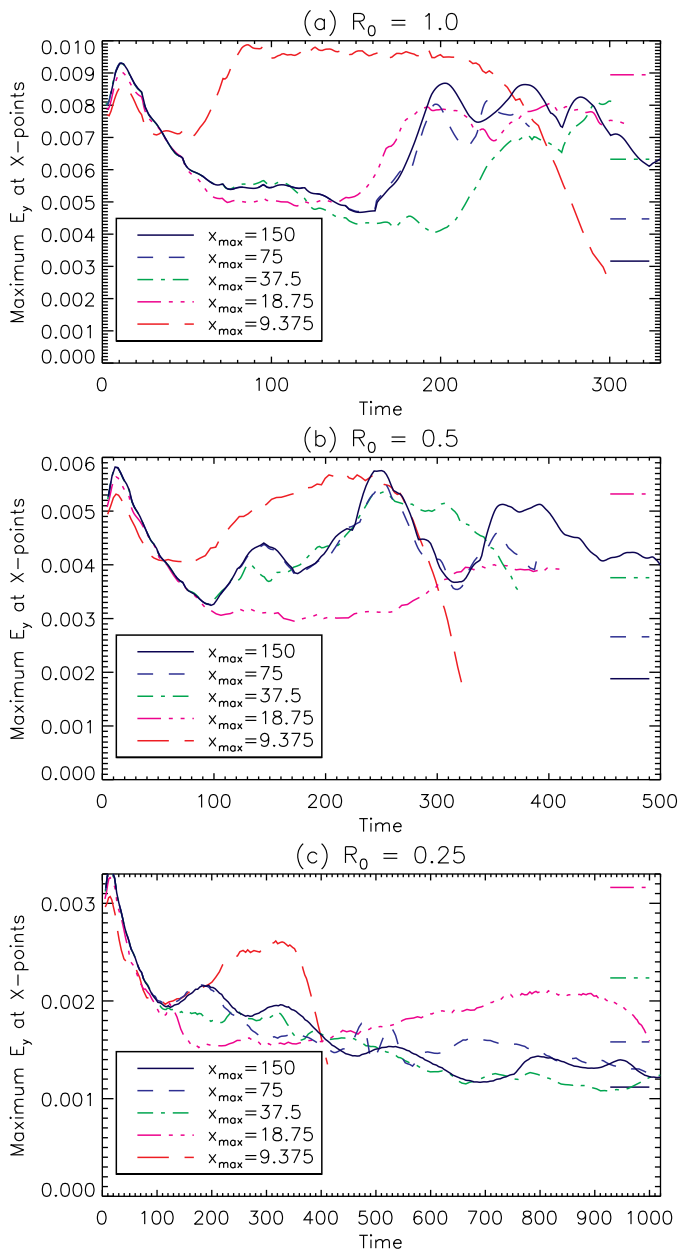 (a) R₀ = 1.0
Maximum E_y at X-points
0.010
0.009
0.008
0.007
0.006
0.005
0.004
0.003
0.002
0.001
0.000
x_max=150
x_max=75
x_max=37.5
x_max=18.75
x_max=9.375
0 100 200 300
Time
(b) R₀ = 0.5
Maximum E_y at X-points
0.006
0.005
0.004
0.003
0.002
0.001
0.000
x_max=150
x_max=75
x_max=37.5
x_max=18.75
x_max=9.375
0 100 200 300 400 500
Time
(c) R₀ = 0.25
Maximum E_y at X-points
0.003
0.002
0.001
0.000
x_max=150
x_max=75
x_max=37.5
x_max=18.75
x_max=9.375
0 100 200 300 400 500 600 700 800 900 1000
Time